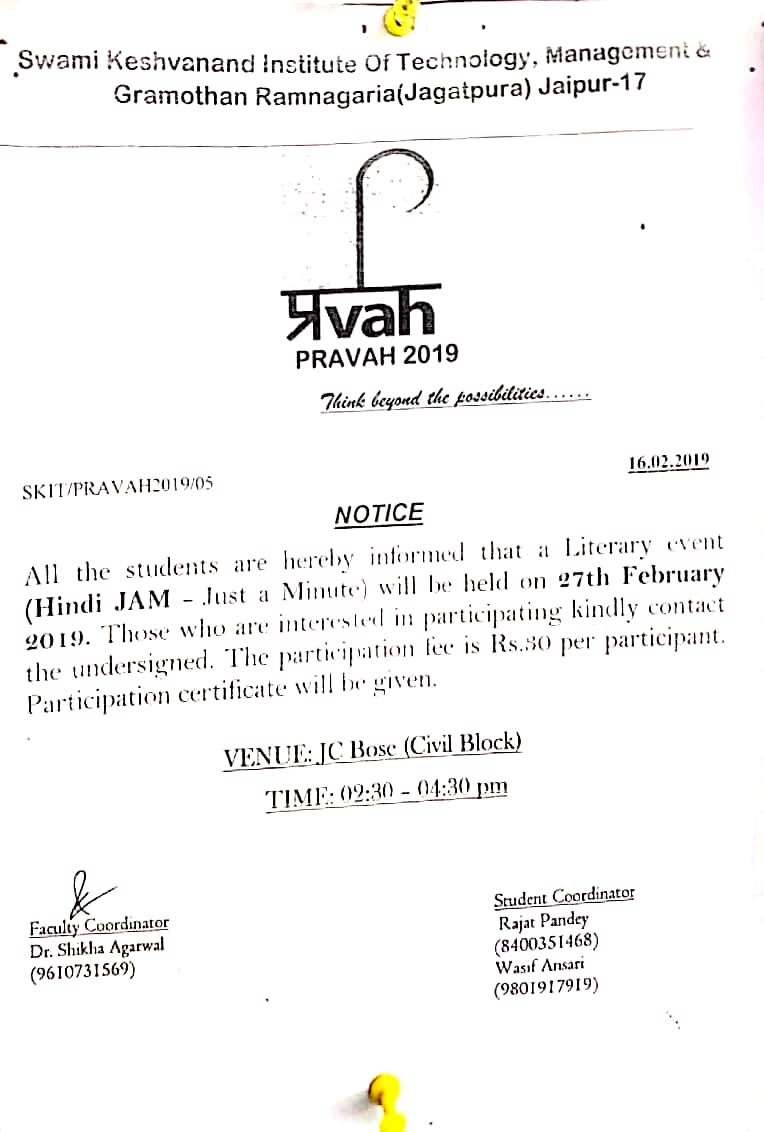 Swami Keshvanand Institute Of Technology, Management &
Gramothan Ramnagaria(Jagatpura) Jaipur-17
प्रvah
PRAVAH 2019
Think beyond the possibilities......
16.02.2019
SKIT/PRAVAH2019/05
NOTICE
All the students are hereby informed that a Literary event
(Hindi JAM - Just a Minute) will be held on 27th February
2019. Those who are interested in participating kindly contact
the undersigned. The participation fee is Rs.30 per participant.
Participation certificate will be given.
VENUE: JC Bose (Civil Block)
TIME: 02:30 - 04:30 pm
Faculty Coordinator
Dr. Shikha Agarwal
(9610731569)
Student Coordinator
Rajat Pandey
(8400351468)
Wasif Ansari
(9801917919)